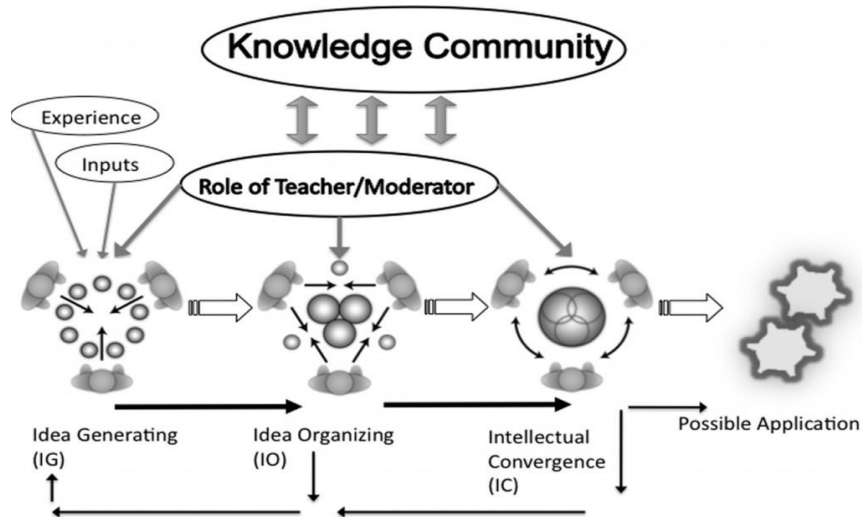 Knowledge Community
Experience
Inputs
Role of Teacher/Moderator
Idea Generating
(IG)
Idea Organizing
(IO)
Intellectual
Convergence
(IC)
Possible Application